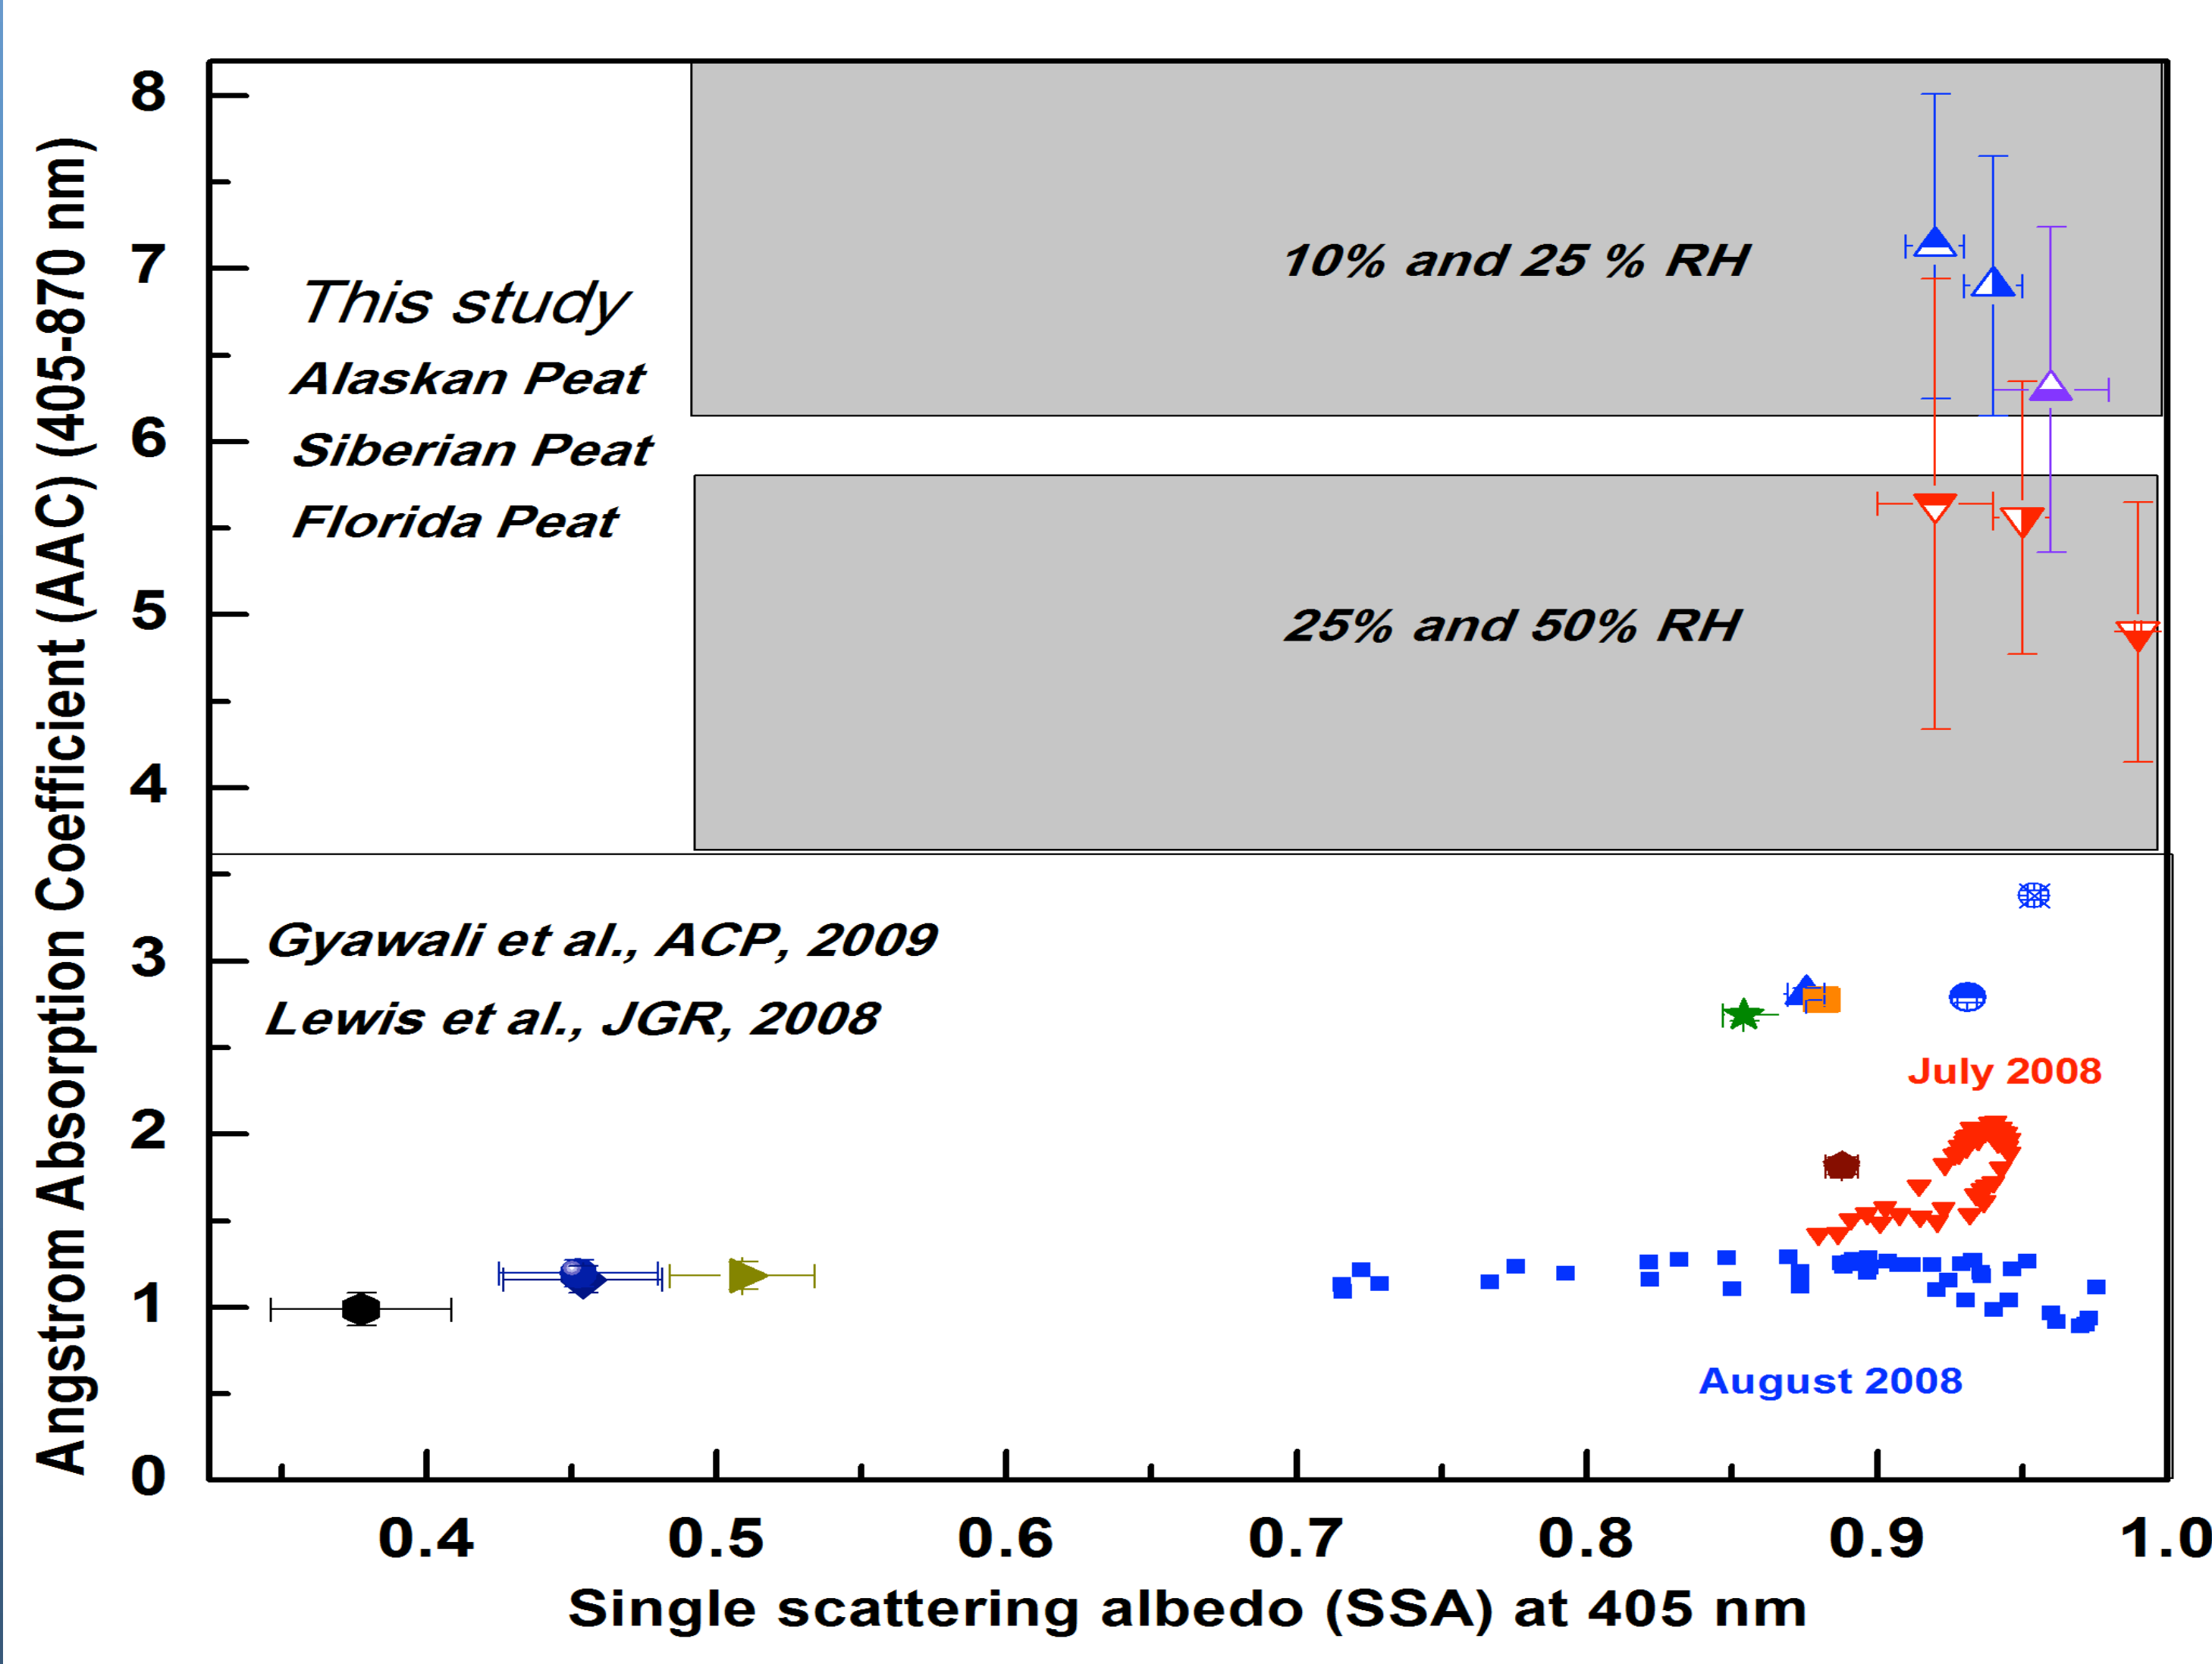 Angstrom Absorption Coefficient (AAC) (405-870 nm)
8
7
6
5
4
3
2
1
0
10% and 25 % RH
This study
Alaskan Peat
Siberian Peat
Florida Peat
25% and 50% RH
Gyawali et al., ACP, 2009
Lewis et al., JGR, 2008
July 2008
August 2008
0.4 0.5 0.6 0.7 0.8 0.9 1.0
Single scattering albedo (SSA) at 405 nm